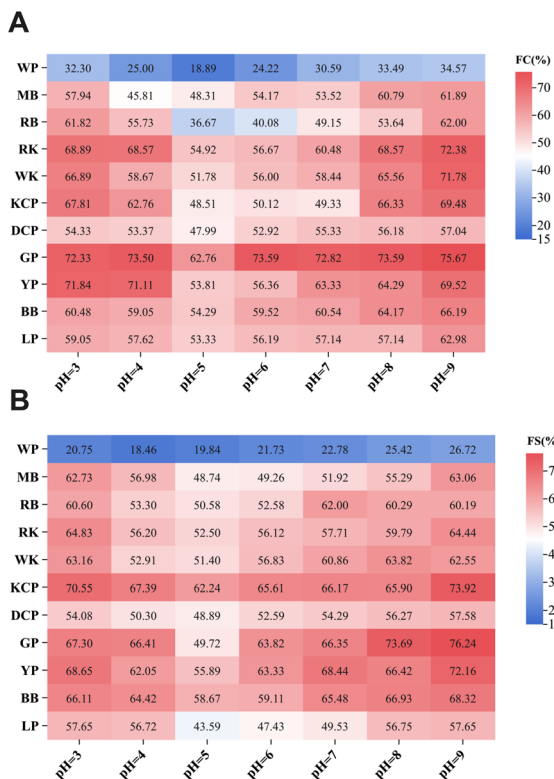 A
FC(%)
WP 32.30 25.00 18.89 24.22 30.59 33.49 34.57
MB 57.94 45.81 48.31 54.17 53.52 60.79 61.89
RB 61.82 55.73 36.67 40.08 49.15 53.64 62.00
RK 68.89 68.57 54.92 56.67 60.48 68.57 72.38
WK 66.89 58.67 51.78 56.00 58.44 65.56 71.78
KCP 67.81 62.76 48.51 50.12 49.33 66.33 69.48
DCP 54.33 53.37 47.99 52.92 55.33 56.18 57.04
GP 72.33 73.50 62.76 73.59 72.82 73.59 75.67
YP 71.84 71.11 53.81 56.36 63.33 64.29 69.52
BB 60.48 59.05 54.29 59.52 60.54 64.17 66.19
LP 59.05 57.62 53.33 56.19 57.14 57.14 62.98
pH=3 pH=4 pH=5 pH=6 pH=7 pH=8 pH=9
70
60
50
40
30
20
15
B
FS(%
WP 20.75 18.46 19.84 21.73 22.78 25.42 26.72
MB 62.73 56.98 48.74 49.26 51.92 55.29 63.06
RB 60.60 53.30 50.58 52.58 62.00 60.29 60.19
RK 64.83 56.20 52.50 56.12 57.71 59.79 64.44
WK 63.16 52.91 51.40 56.83 60.86 63.82 62.55
KCP 70.55 67.39 62.24 65.61 66.17 65.90 73.92
DCP 54.08 50.30 48.89 52.59 54.29 56.27 57.58
GP 67.30 66.41 49.72 63.82 66.35 73.69 76.24
YP 68.65 62.05 55.89 63.33 68.44 66.42 72.16
BB 66.11 64.42 58.67 59.11 65.48 66.93 68.32
LP 57.65 56.72 43.59 47.43 49.53 56.75 57.65
pH=3 pH=4 pH=5 pH=6 pH=7 pH=8 pH=9
7
6
5
4
3
2
1